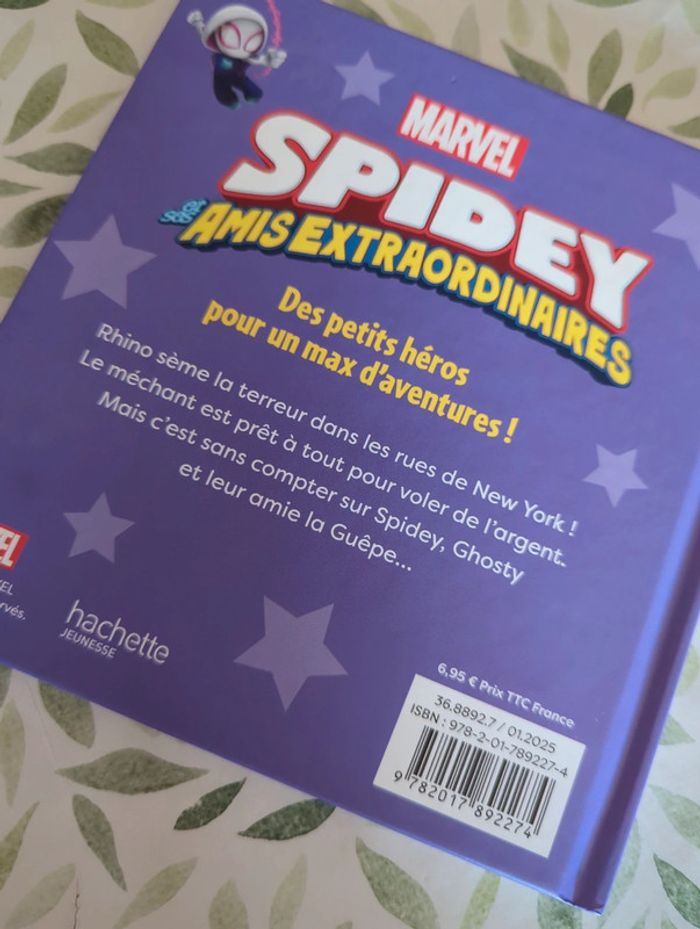 MARVEL
SPIDEY
& SES
AMIS EXTRAORDINAIRES
Des petits héros
pour un max d'aventures !
Rhino sème la terreur dans les rues de New York !
Le méchant est prêt à tout pour voler de l'argent.
Mais c'est sans compter sur Spidey, Ghosty
et leur amie la Guêpe...
hachette
JEUNESSE
6,95 € Prix TTC France
36.8892.7 / 01.2025
ISBN : 978-2-01-789227-4
9 782017 892274